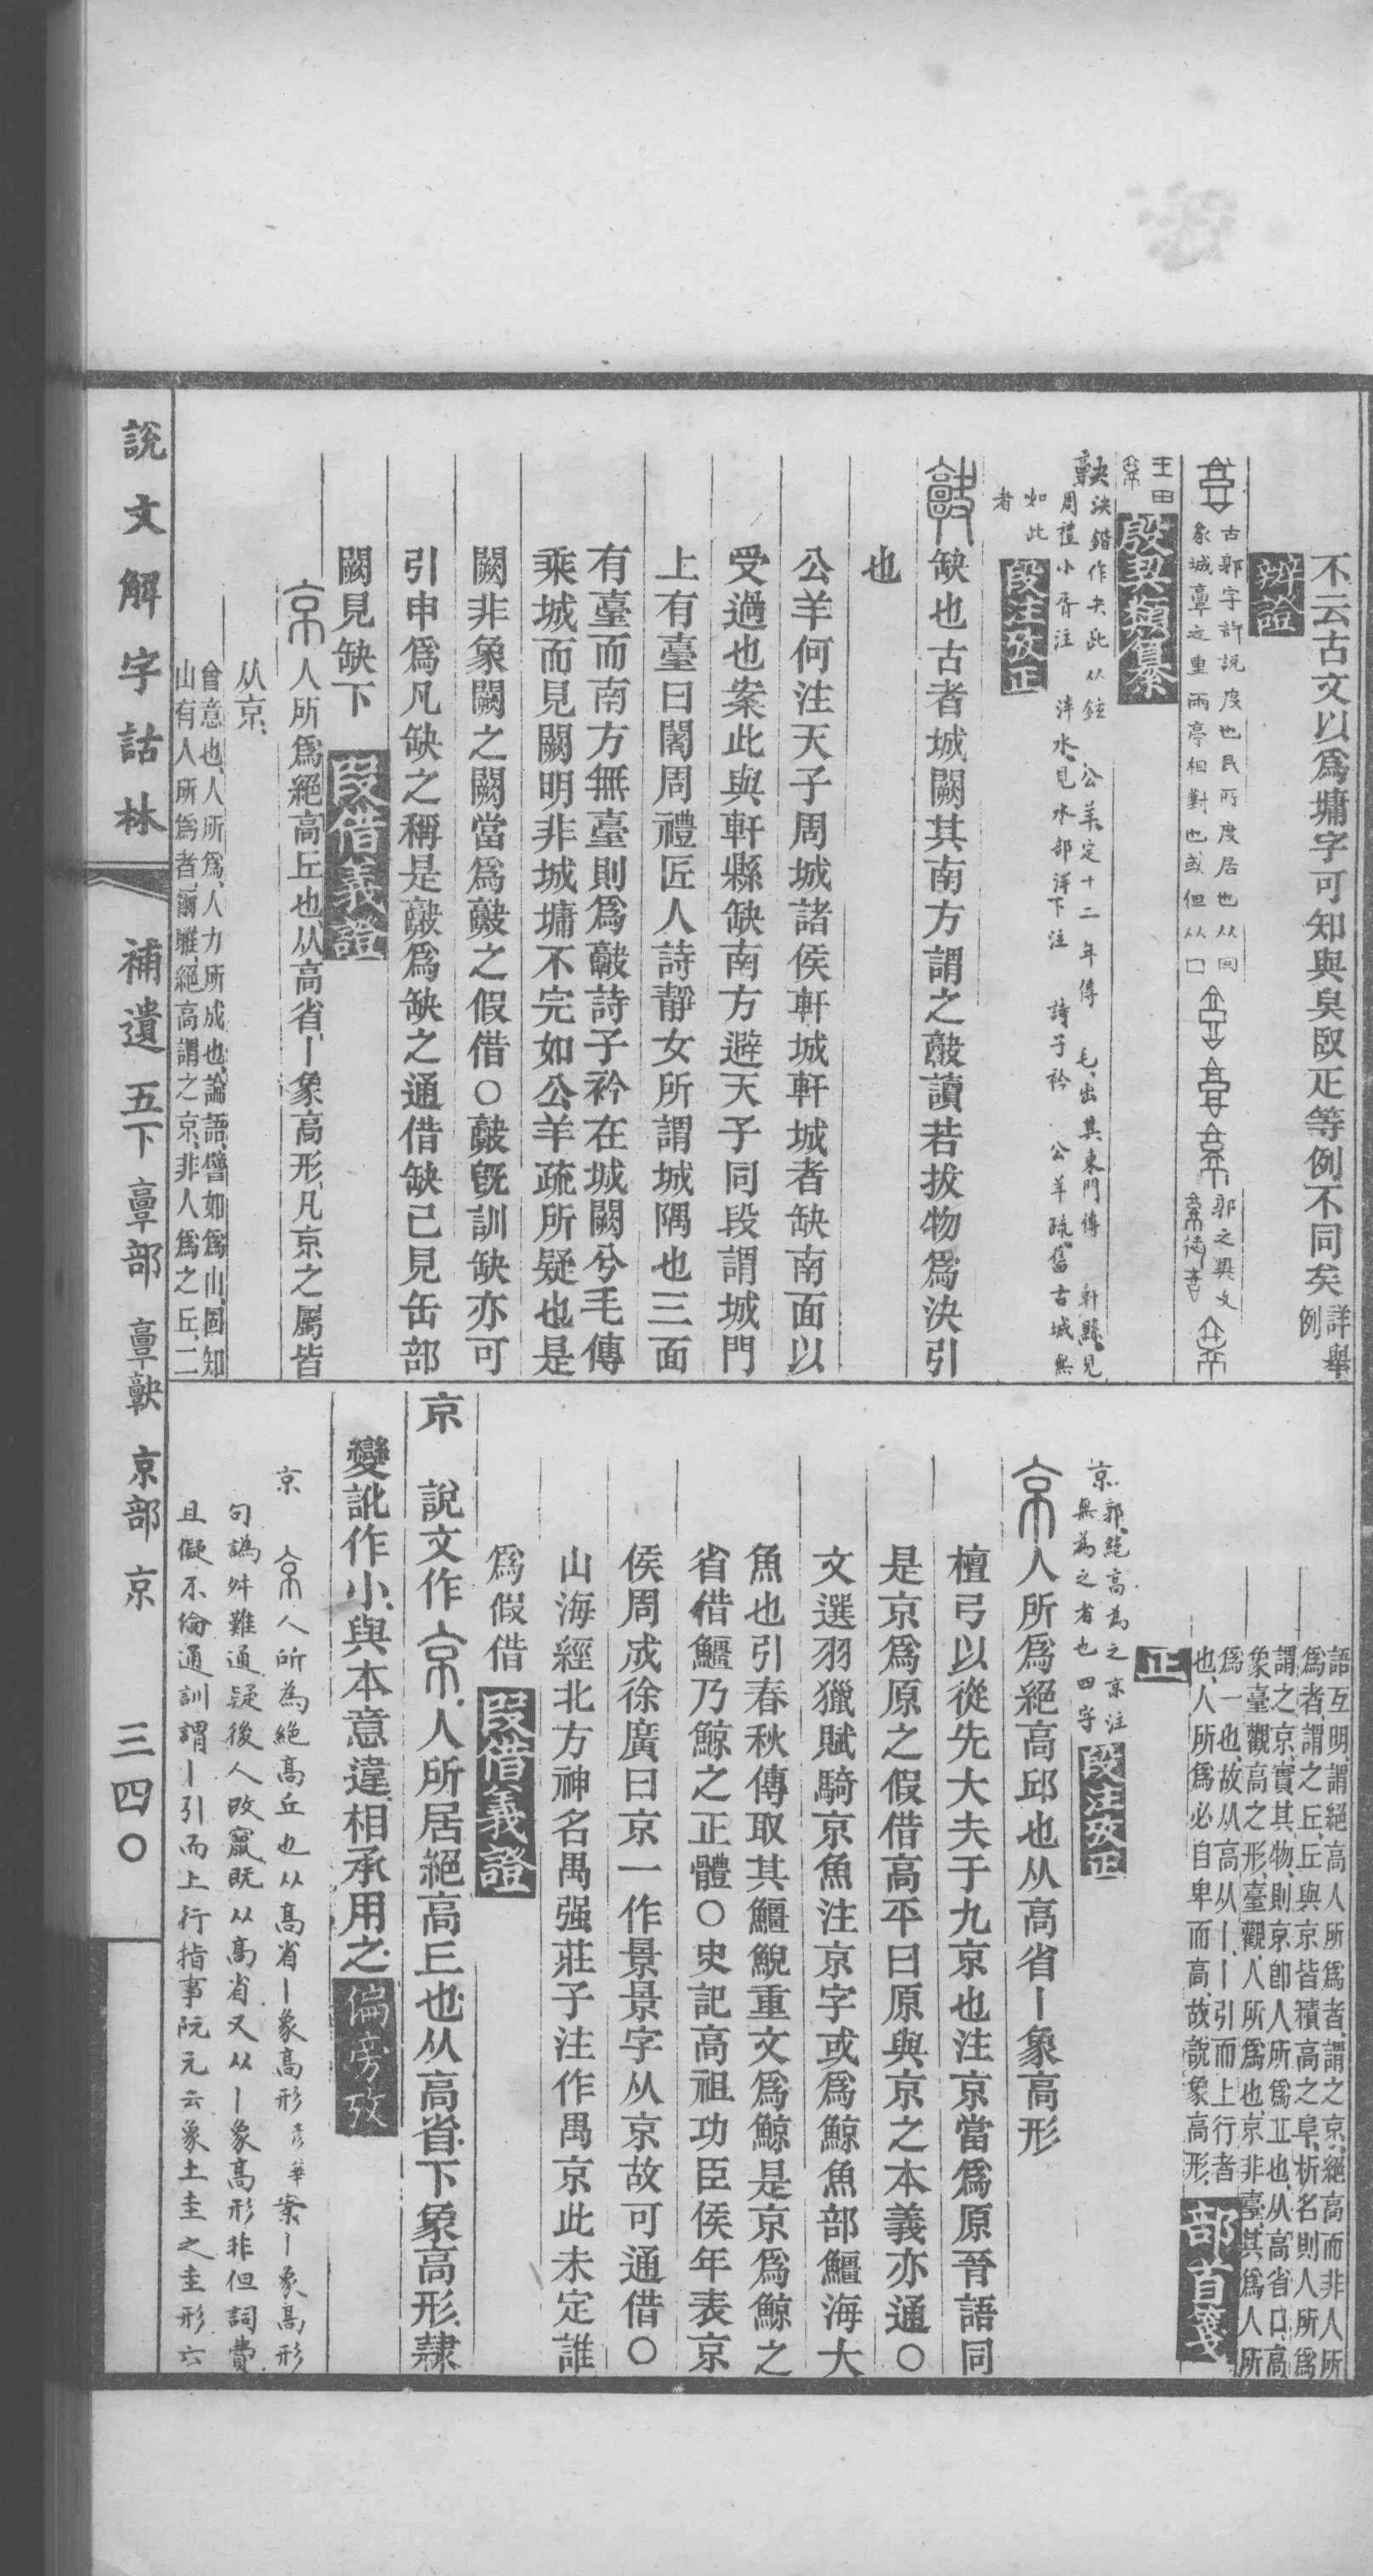 不云古文以爲墉字可知與臭臤疋等例不同矣詳舉
例
辨證
古郭字許說度也民所度居也从囘
象城𩫖之重兩亭相對也或但从口
郭之異文
殷契類纂
缺決鍇作夬此从鉉 公羊定十二年傳 毛出其東門傳 軒縣見
周禮小胥注 泮水見水部泮下注 詩子衿 公羊疏舊古城無
如此
者
段注攷正
缺也古者城闕其南方謂之𩫨讀若拔物爲決引
也
公羊何注天子周城諸侯軒城軒城者缺南面以
受過也案此與軒縣缺南方避天子同段謂城門
上有臺曰闍周禮匠人詩靜女所謂城隅也三面
有臺而南方無臺則爲𩫨詩子衿在城闕兮毛傳
乘城而見闕明非城墉不完如公羊疏所疑也是
闕非象闕之闕當爲𩫨之假借〇𩫨旣訓缺亦可
引申爲凡缺之稱是𩫨爲缺之通借缺已見缶部
闕見缺下
叚借義證
人所爲絕高丘也从高省丨象高形凡京之屬皆
从京
會意也人所爲人力所成也論語譬如爲山固知
山有人所爲者爾雅絕高謂之京非人爲之丘二
語互明謂絕高人所爲者謂之京絕高而非人所
爲者謂之丘丘與京皆積高之阜析名則人所爲
謂之京實其物則京卽人所爲丘也从高省口高
象臺觀高之形臺觀人所爲也京非臺其爲人所
爲一也故从高从丨丨引而上行者
也人所爲必自卑而高故說象高形
部首箋
正
京郭絕高爲之京注
無爲之者也四字
段注攷正
人所爲絕高邱也从高省丨象高形
檀弓以從先大夫于九京也注京當爲原晉語同
是京爲原之假借高平曰原與京之本義亦通〇
文選羽獵賦騎京魚注京字或爲鯨魚部鱷海大
魚也引春秋傳取其鱷鯢重文爲鯨是京爲鯨之
省借鱷乃鯨之正體〇史記高祖功臣侯年表京
侯周成徐廣曰京一作景景字从京故可通借〇
山海經北方神名禺强莊子注作禺京此未定誰
爲假借
叚借義證
京 說文作 人所居絕高丘也从高省下象高形隸
變訛作小與本意違相承用之
偏旁攷
京 人所爲絕高丘也从高省丨象高形彥華案丨象高形
句譌舛難通疑後人改竄旣从高省又从丨象高形非但詞費
且儗不倫通訓謂丨引而上行指事阮元云象土圭之圭形六
說文解字詁林
補遺 五下 𩫖部 𩫖𩫨 京部 京
三四〇